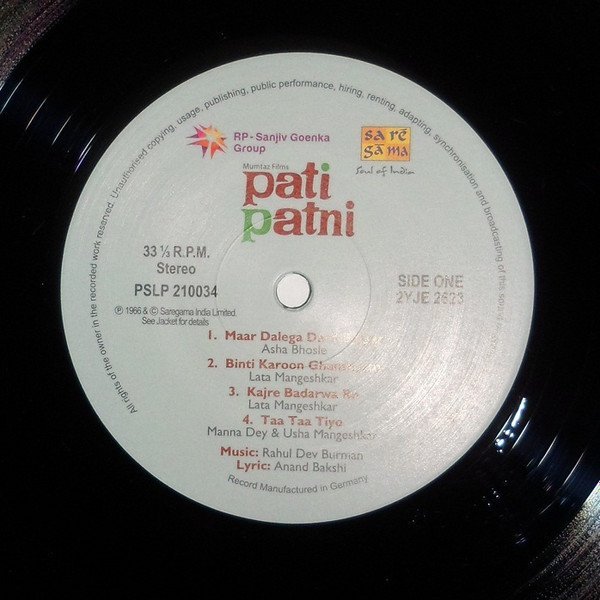 All rights of the owner in the recorded work reserved. Unauthorised copying, usage, publishing, public performance, hiring, renting, adapting, synchronisation and broadcasting of this
RP-Sanjiv Goenka
Group
sa rē
ga ma
Soul of India
Mumtaz Films
pati
patni
33 ⅓ R.P.M.
Stereo
PSLP 210034
SIDE ONE
2YJE 2623
℗ 1966 & © Saregama India Limited.
See Jacket for details
1. Maar Dalega
Asha Bhosle
2. Binti Karoon
Lata Mangeshkar
3. Kajre Badarwa Re
Lata Mangeshkar
4. Taa Taa Tiyo
Manna Dey & Usha Mangeshkar
Music: Rahul Dev Burman
Lyric: Anand Bakshi
Record Manufactured in Germany